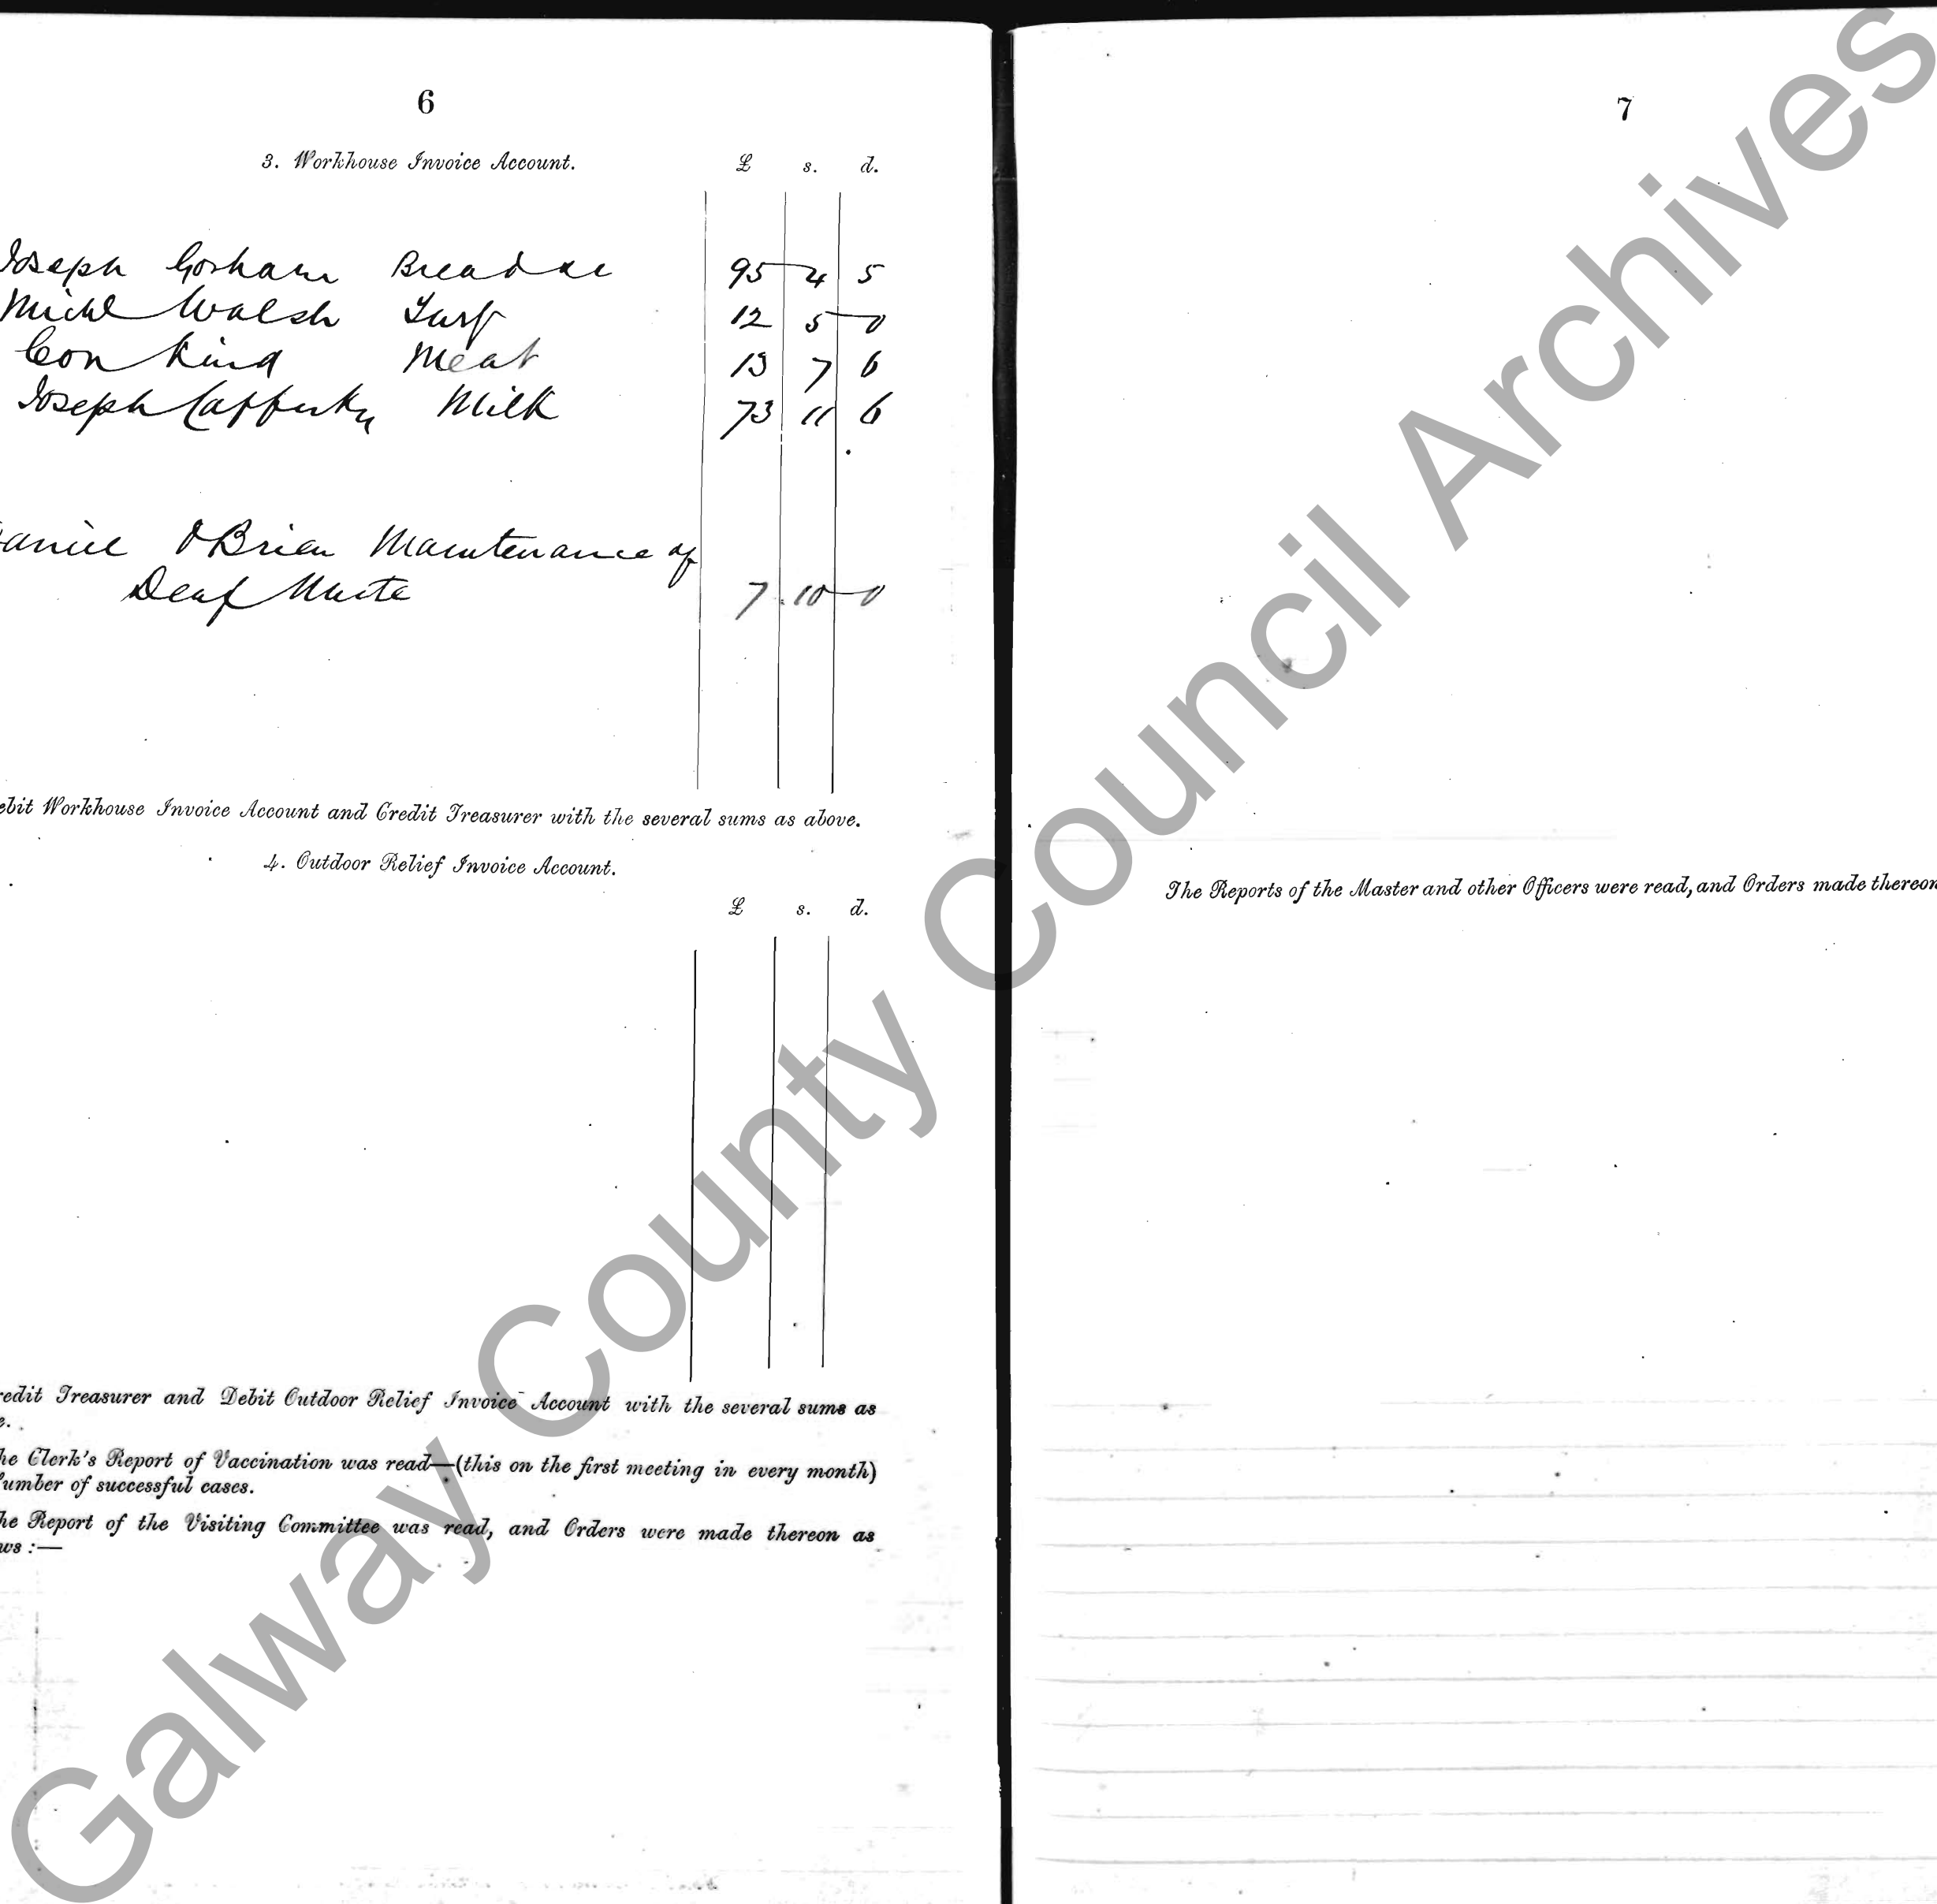 6
3. Workhouse Invoice Account. £ s. d.
Joseph Gorham Bread &c 95 4 5
Michl Walsh Turf 12 5 0
Con King Meat 13 7 6
Joseph Cafferky Milk 73 11 6
Daniel O'Brien Maintenance of
Deaf Mute 7 10 0
ebit Workhouse Invoice Account and Credit Treasurer with the several sums as above.
4. Outdoor Relief Invoice Account.
£ s. d.
redit Treasurer and Debit Outdoor Relief Invoice Account with the several sums as
e.
he Clerk's Report of Vaccination was read—(this on the first meeting in every month)
umber of successful cases.
he Report of the Visiting Committee was read, and Orders were made thereon as
ws :—
7
The Reports of the Master and other Officers were read, and Orders made thereon
Galway County Council Archives